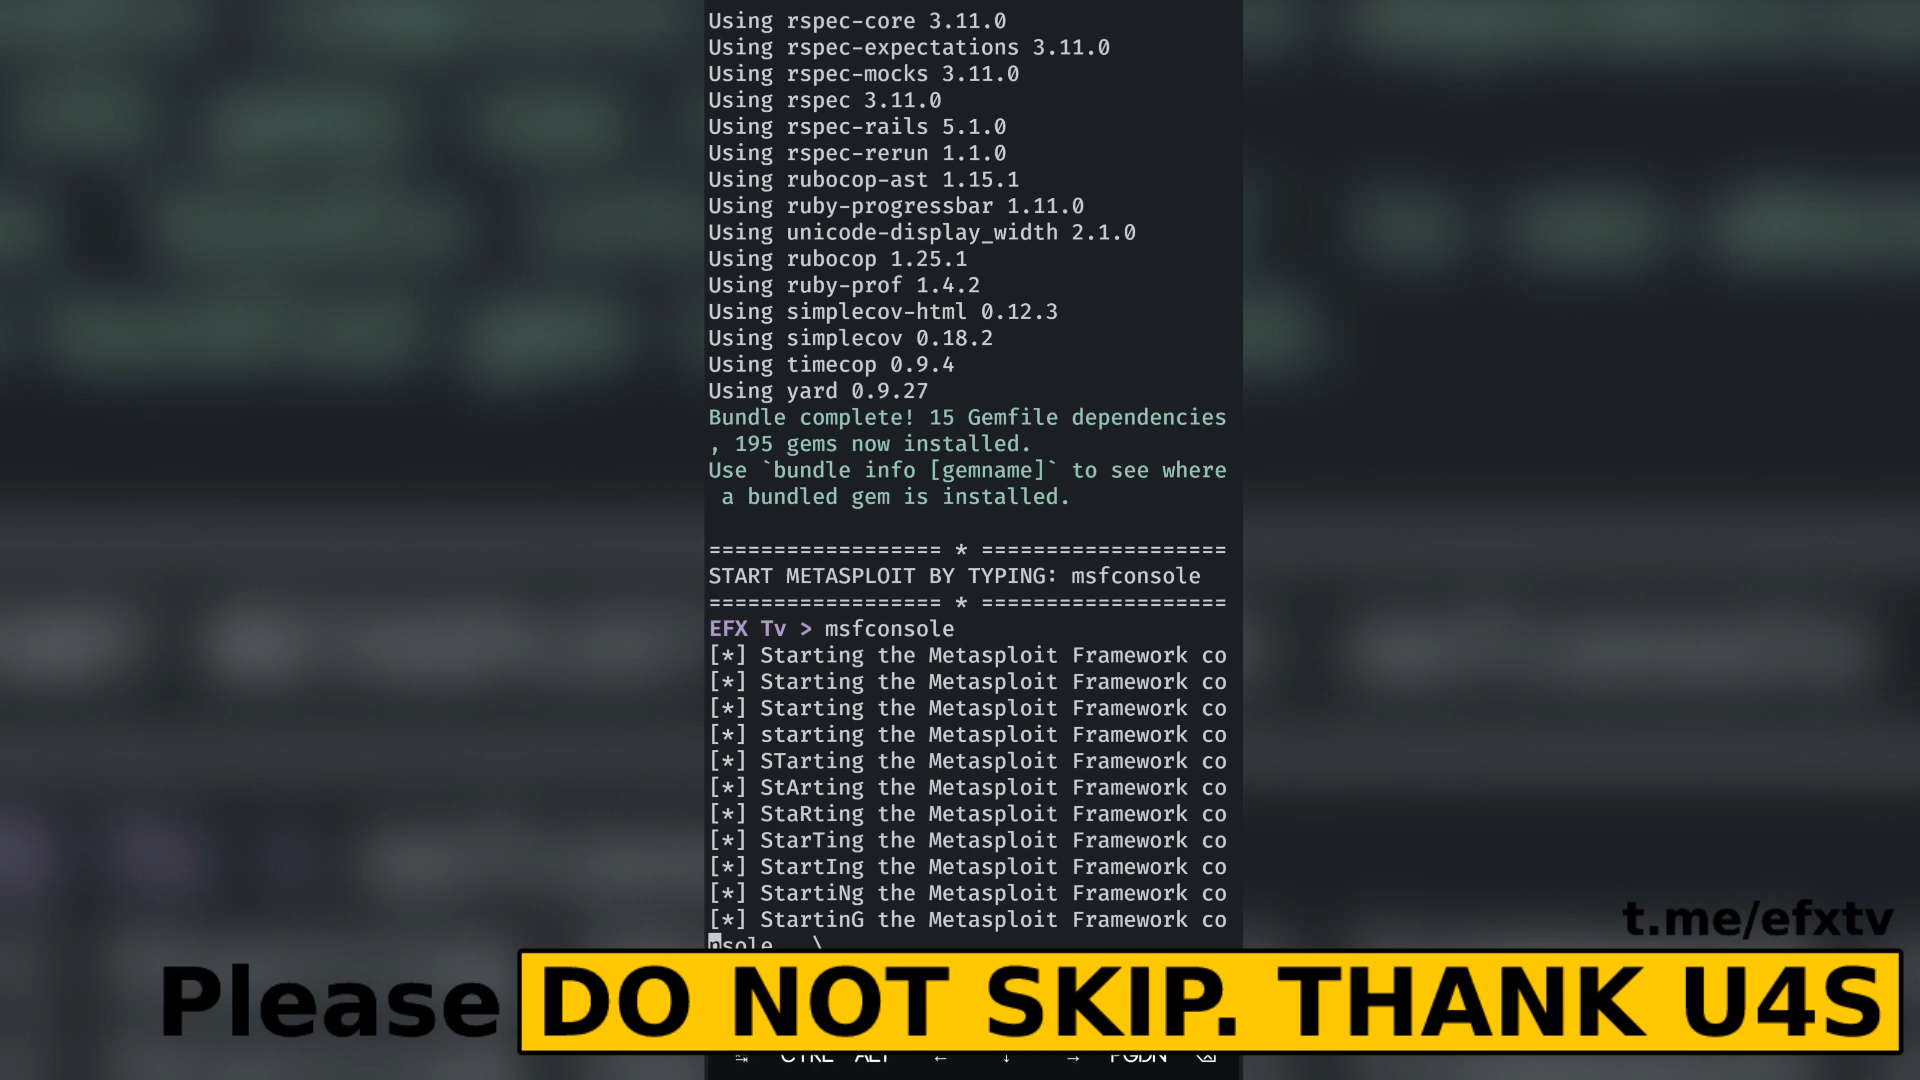 Using rspec-core 3.11.0
Using rspec-expectations 3.11.0
Using rspec-mocks 3.11.0
Using rspec 3.11.0
Using rspec-rails 5.1.0
Using rspec-rerun 1.1.0
Using rubocop-ast 1.15.1
Using ruby-progressbar 1.11.0
Using unicode-display_width 2.1.0
Using rubocop 1.25.1
Using ruby-prof 1.4.2
Using simplecov-html 0.12.3
Using simplecov 0.18.2
Using timecop 0.9.4
Using yard 0.9.27
Bundle complete! 15 Gemfile dependencies
, 195 gems now installed.
Use `bundle info [gemname]` to see where
a bundled gem is installed.
================== * ===================
START METASPLOIT BY TYPING: msfconsole
================== * ===================
EFX Tv > msfconsole
[*] Starting the Metasploit Framework co
[*] Starting the Metasploit Framework co
[*] Starting the Metasploit Framework co
[*] starting the Metasploit Framework co
[*] STarting the Metasploit Framework co
[*] StArting the Metasploit Framework co
[*] StaRting the Metasploit Framework co
[*] StarTing the Metasploit Framework co
[*] StartIng the Metasploit Framework co
[*] StartiNg the Metasploit Framework co
[*] StartinG the Metasploit Framework co
nsole \
t.me/efxtv
Please DO NOT SKIP. THANK U4S
CTRL ALT ← ↓ → PGDN